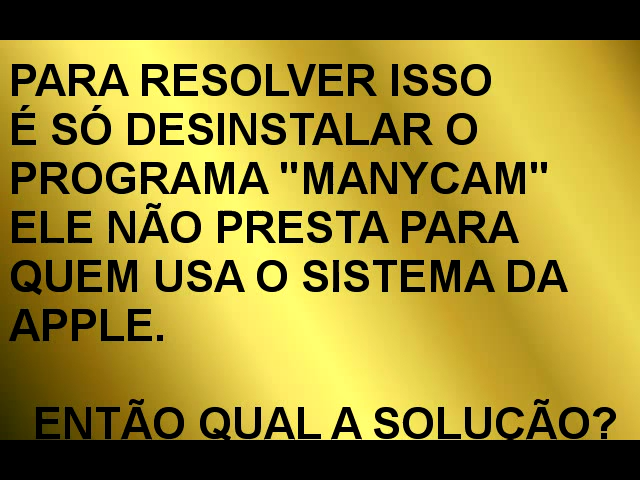 PARA RESOLVER ISSO
É SÓ DESINSTALAR O
PROGRAMA "MANYCAM"
ELE NÃO PRESTA PARA
QUEM USA O SISTEMA DA
APPLE.
ENTÃO QUAL A SOLUÇÃO?